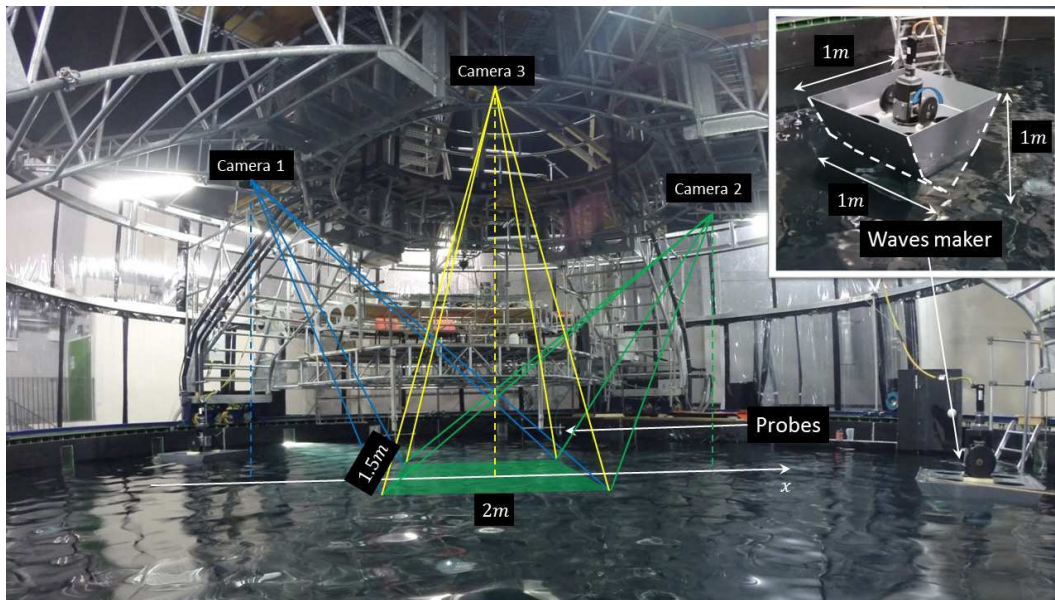 Camera 3
1m
Camera 1
1m
Camera 2
1m
Waves maker
Probes
1.5m
x
2m